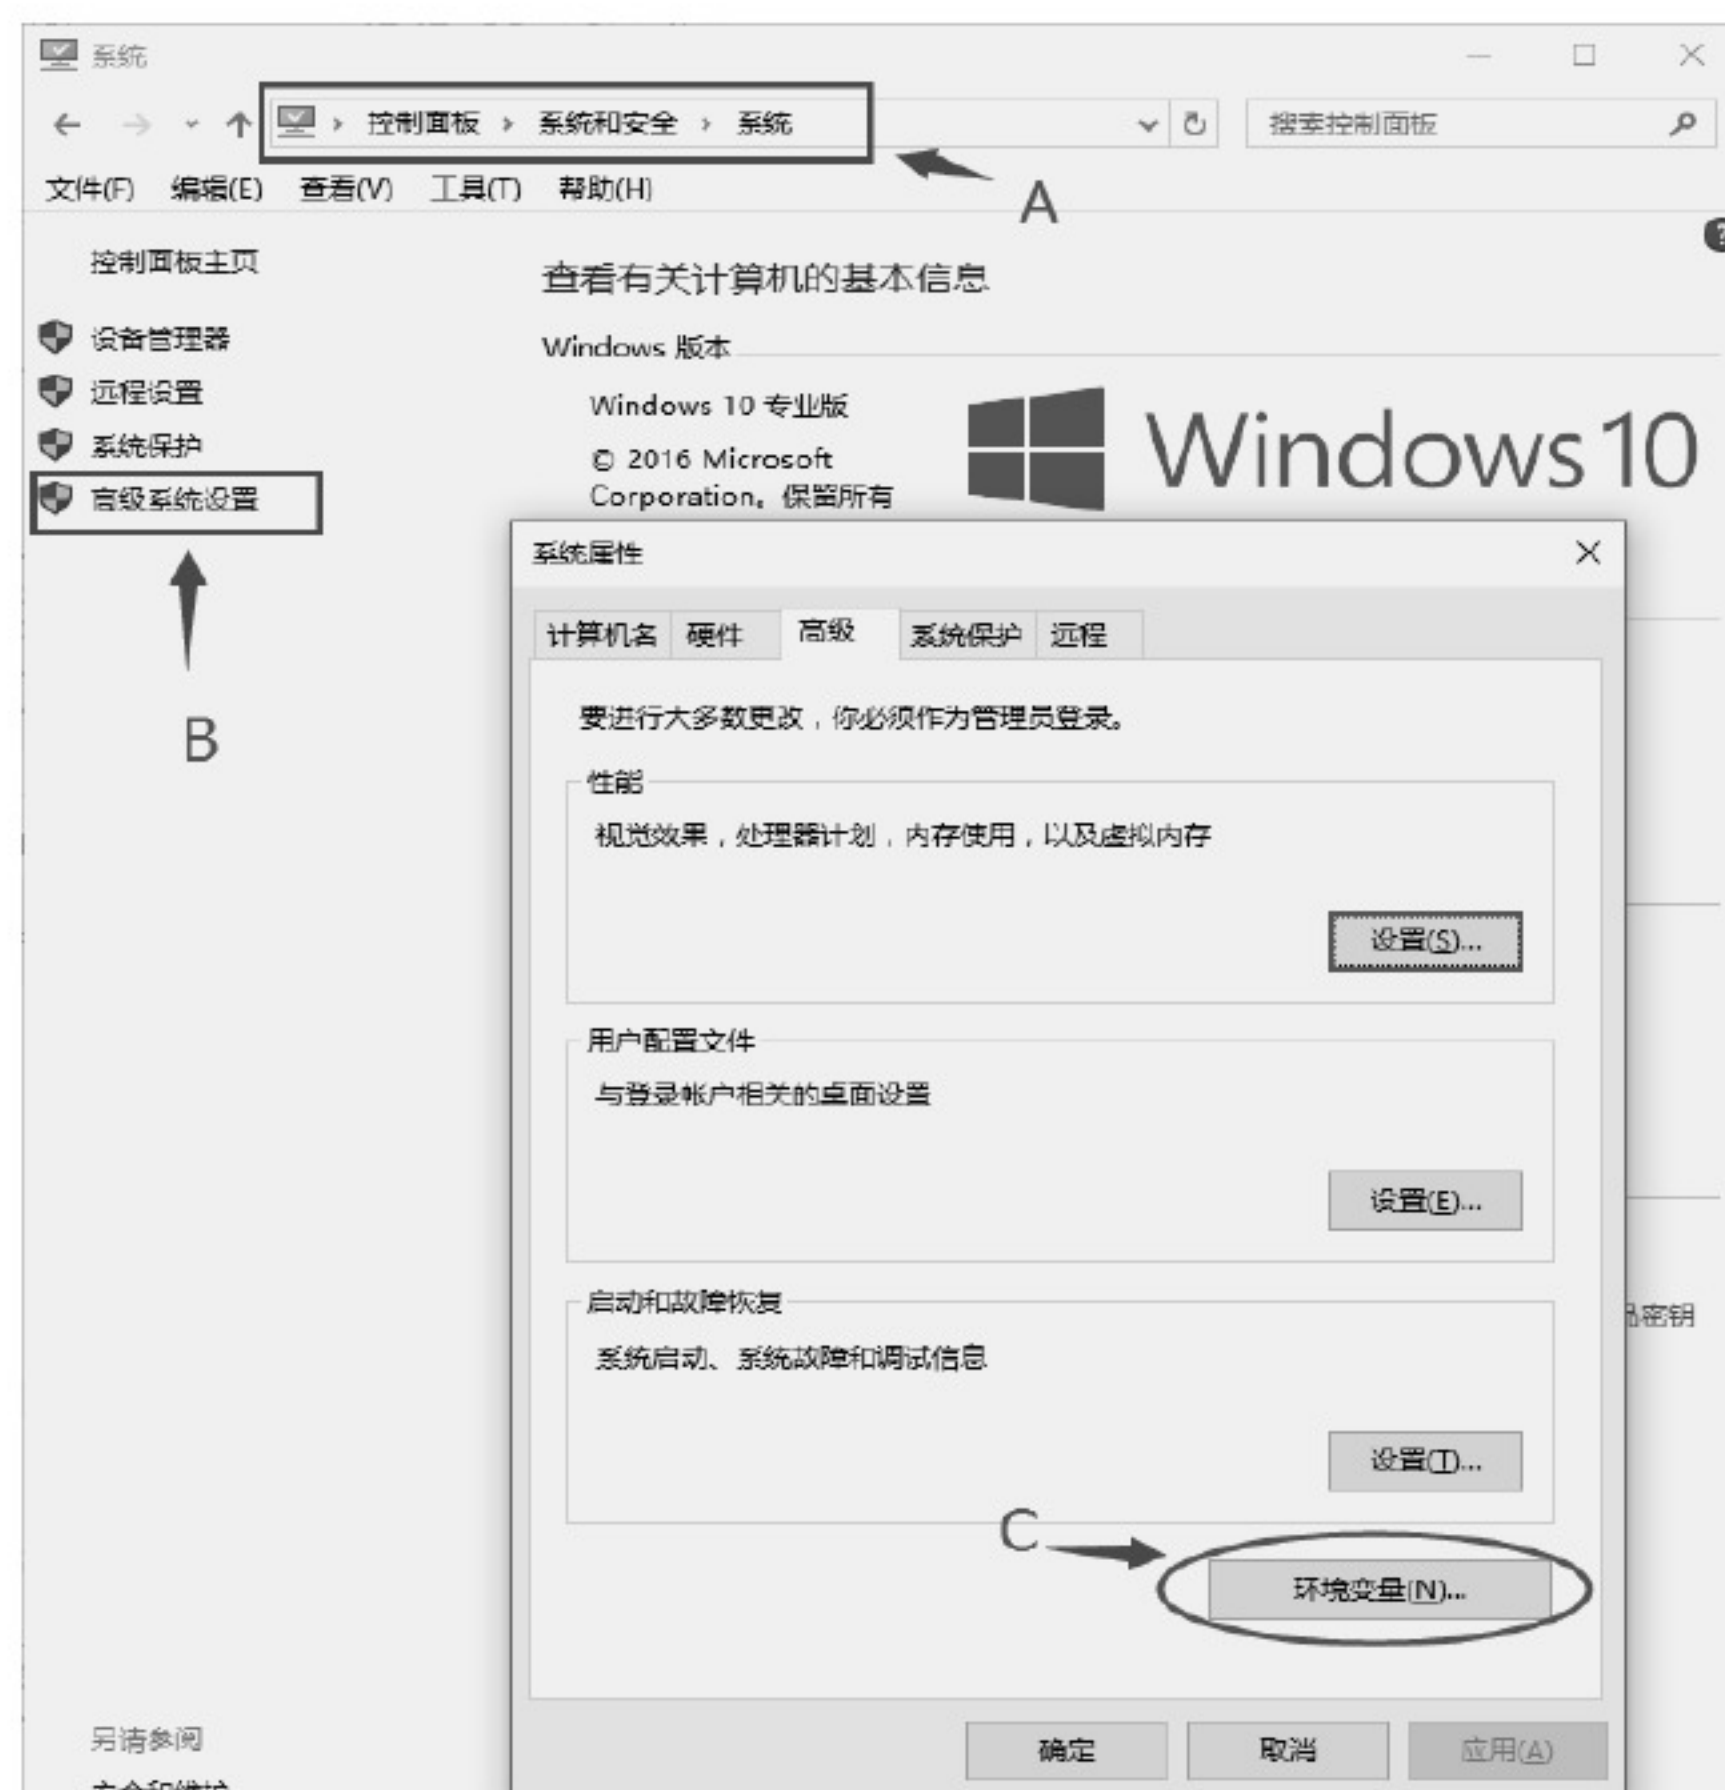 系统
控制面板 › 系统和安全 › 系统
搜索控制面板
A
文件(F) 编辑(E) 查看(V) 工具(T) 帮助(H)
控制面板主页
设备管理器
远程设置
系统保护
高级系统设置
B
查看有关计算机的基本信息
Windows 版本
Windows 10 专业版
© 2016 Microsoft
Corporation。保留所有
Windows 10
系统属性
计算机名 硬件 高级 系统保护 远程
要进行大多数更改，你必须作为管理员登录。
性能
视觉效果，处理器计划，内存使用，以及虚拟内存
设置(S)...
用户配置文件
与登录帐户相关的桌面设置
设置(E)...
启动和故障恢复
系统启动、系统故障和调试信息
设置(T)...
C
环境变量(N)...
确定 取消 应用(A)
密钥
另请参阅